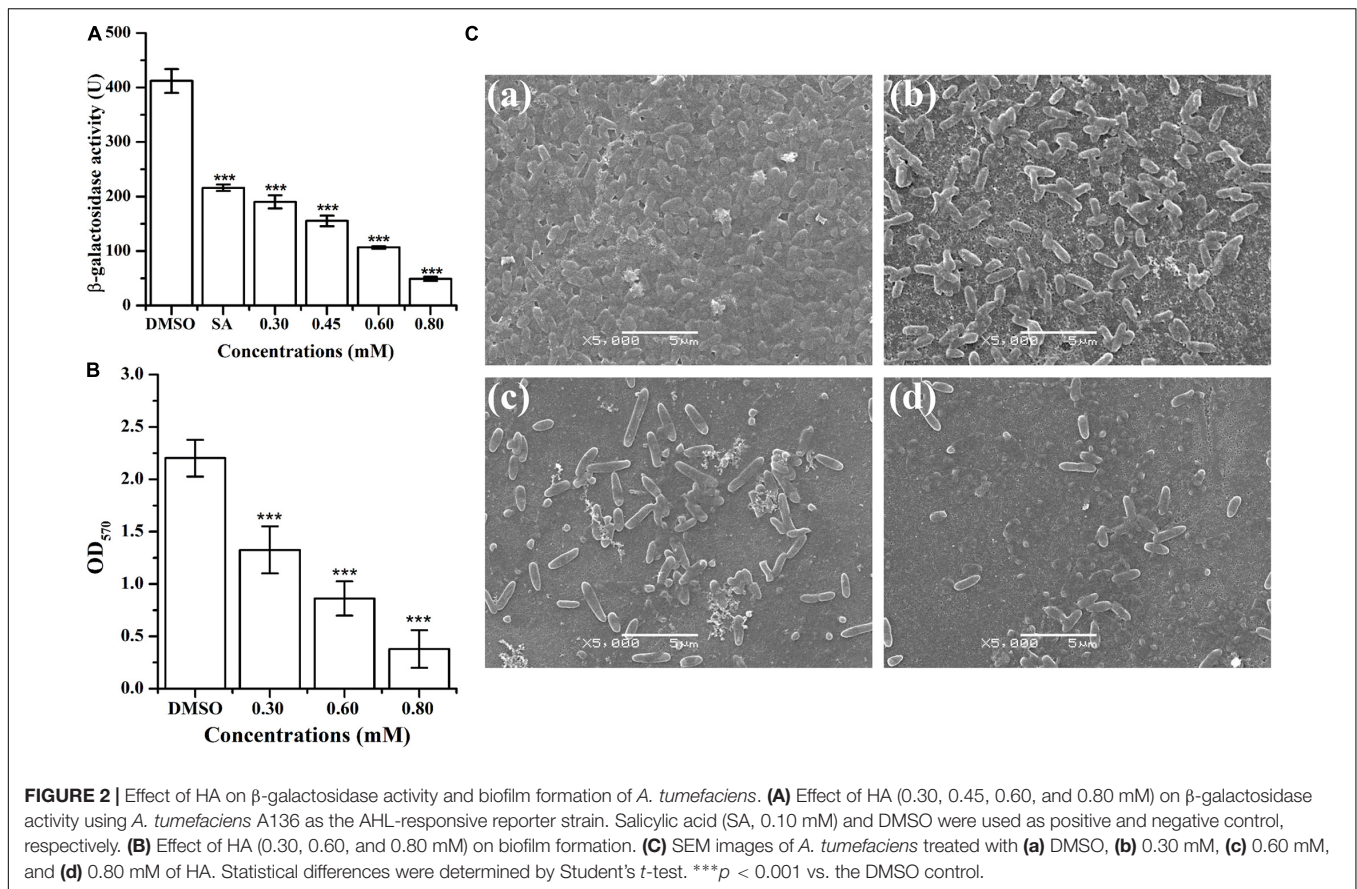 A
500
400
300
200
100
0
β-galactosidase activity (U)
***
***
***
***
***
DMSO SA 0.30 0.45 0.60 0.80
Concentrations (mM)
B
3.0
2.5
2.0
1.5
1.0
0.5
0.0
OD570
***
***
***
DMSO 0.30 0.60 0.80
Concentrations (mM)
C
(a)
X5,000 5μm
(b)
X5,000 5μm
(c)
X5,000 5μm
(d)
X5,000 5μm
FIGURE 2 | Effect of HA on β-galactosidase activity and biofilm formation of A. tumefaciens. (A) Effect of HA (0.30, 0.45, 0.60, and 0.80 mM) on β-galactosidase
activity using A. tumefaciens A136 as the AHL-responsive reporter strain. Salicylic acid (SA, 0.10 mM) and DMSO were used as positive and negative control,
respectively. (B) Effect of HA (0.30, 0.60, and 0.80 mM) on biofilm formation. (C) SEM images of A. tumefaciens treated with (a) DMSO, (b) 0.30 mM, (c) 0.60 mM,
and (d) 0.80 mM of HA. Statistical differences were determined by Student's t-test. ***p < 0.001 vs. the DMSO control.